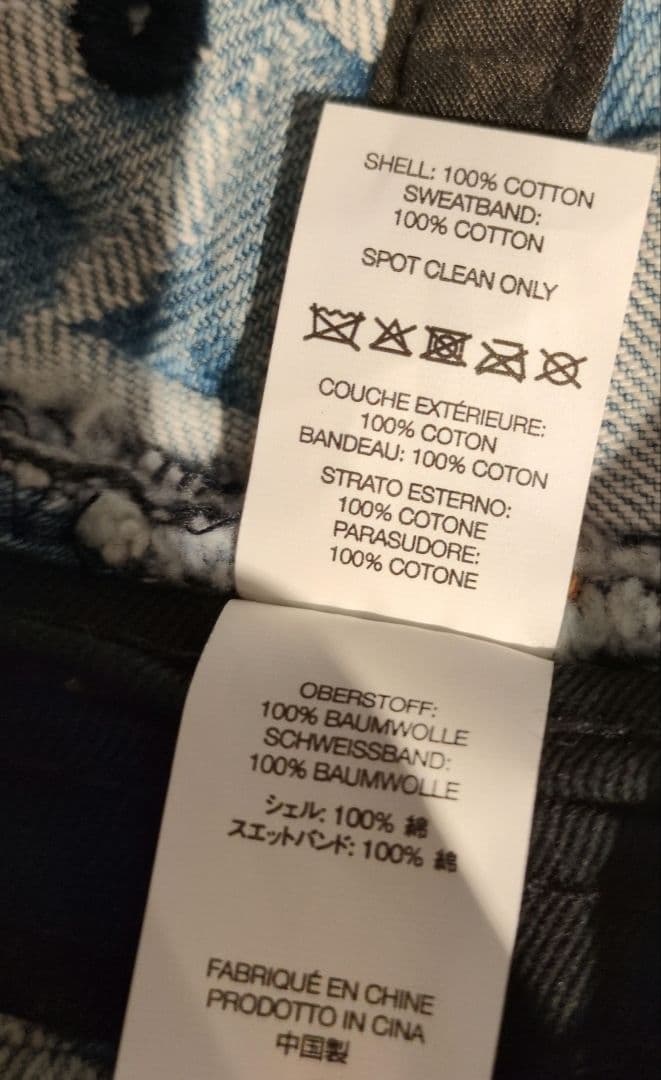 SHELL: 100% COTTON
SWEATBAND:
100% COTTON
SPOT CLEAN ONLY
COUCHE EXTÉRIEURE:
100% COTON
BANDEAU: 100% COTON
STRATO ESTERNO:
100% COTONE
PARASUDORE:
100% COTONE
OBERSTOFF:
100% BAUMWOLLE
SCHWEISSBAND:
100% BAUMWOLLE
シェル: 100% 綿
スエットバンド: 100% 綿
FABRIQUÉ EN CHINE
PRODOTTO IN CINA
中国製